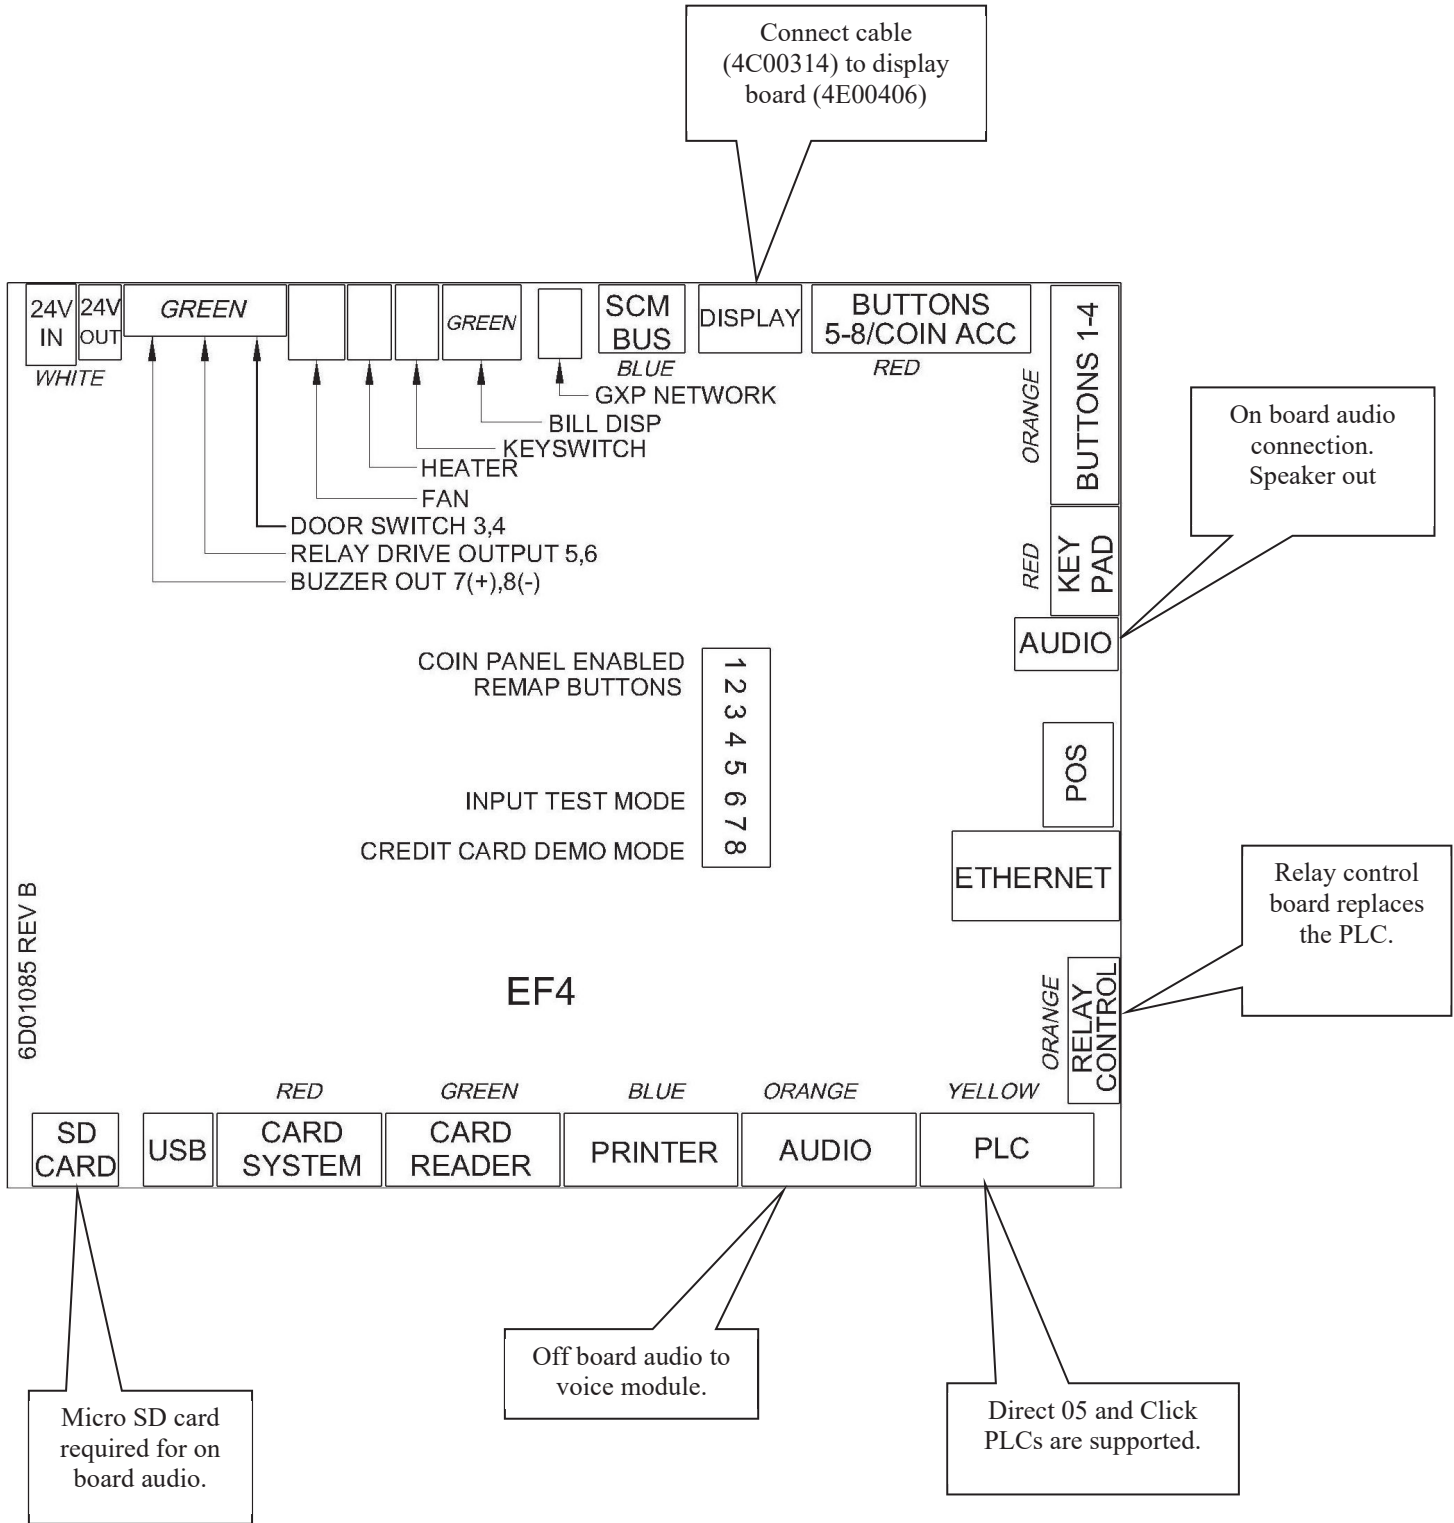 Connect cable
(4C00314) to display
board (4E00406)
24V
IN
24V
OUT
WHITE
GREEN
GREEN
SCM
BUS
BLUE
DISPLAY
BUTTONS
5-8/COIN ACC
RED
BUTTONS 1-4
ORANGE
GXP NETWORK
BILL DISP
KEYSWITCH
HEATER
FAN
DOOR SWITCH 3,4
RELAY DRIVE OUTPUT 5,6
BUZZER OUT 7(+),8(-)
On board audio
connection.
Speaker out
KEY
PAD
RED
AUDIO
COIN PANEL ENABLED
REMAP BUTTONS
INPUT TEST MODE
CREDIT CARD DEMO MODE
1 2 3 4 5 6 7 8
POS
ETHERNET
Relay control
board replaces
the PLC.
6D01085 REV B
EF4
ORANGE
RELAY
CONTROL
RED
GREEN
BLUE
ORANGE
YELLOW
SD
CARD
USB
CARD
SYSTEM
CARD
READER
PRINTER
AUDIO
PLC
Off board audio to
voice module.
Direct 05 and Click
PLCs are supported.
Micro SD card
required for on
board audio.